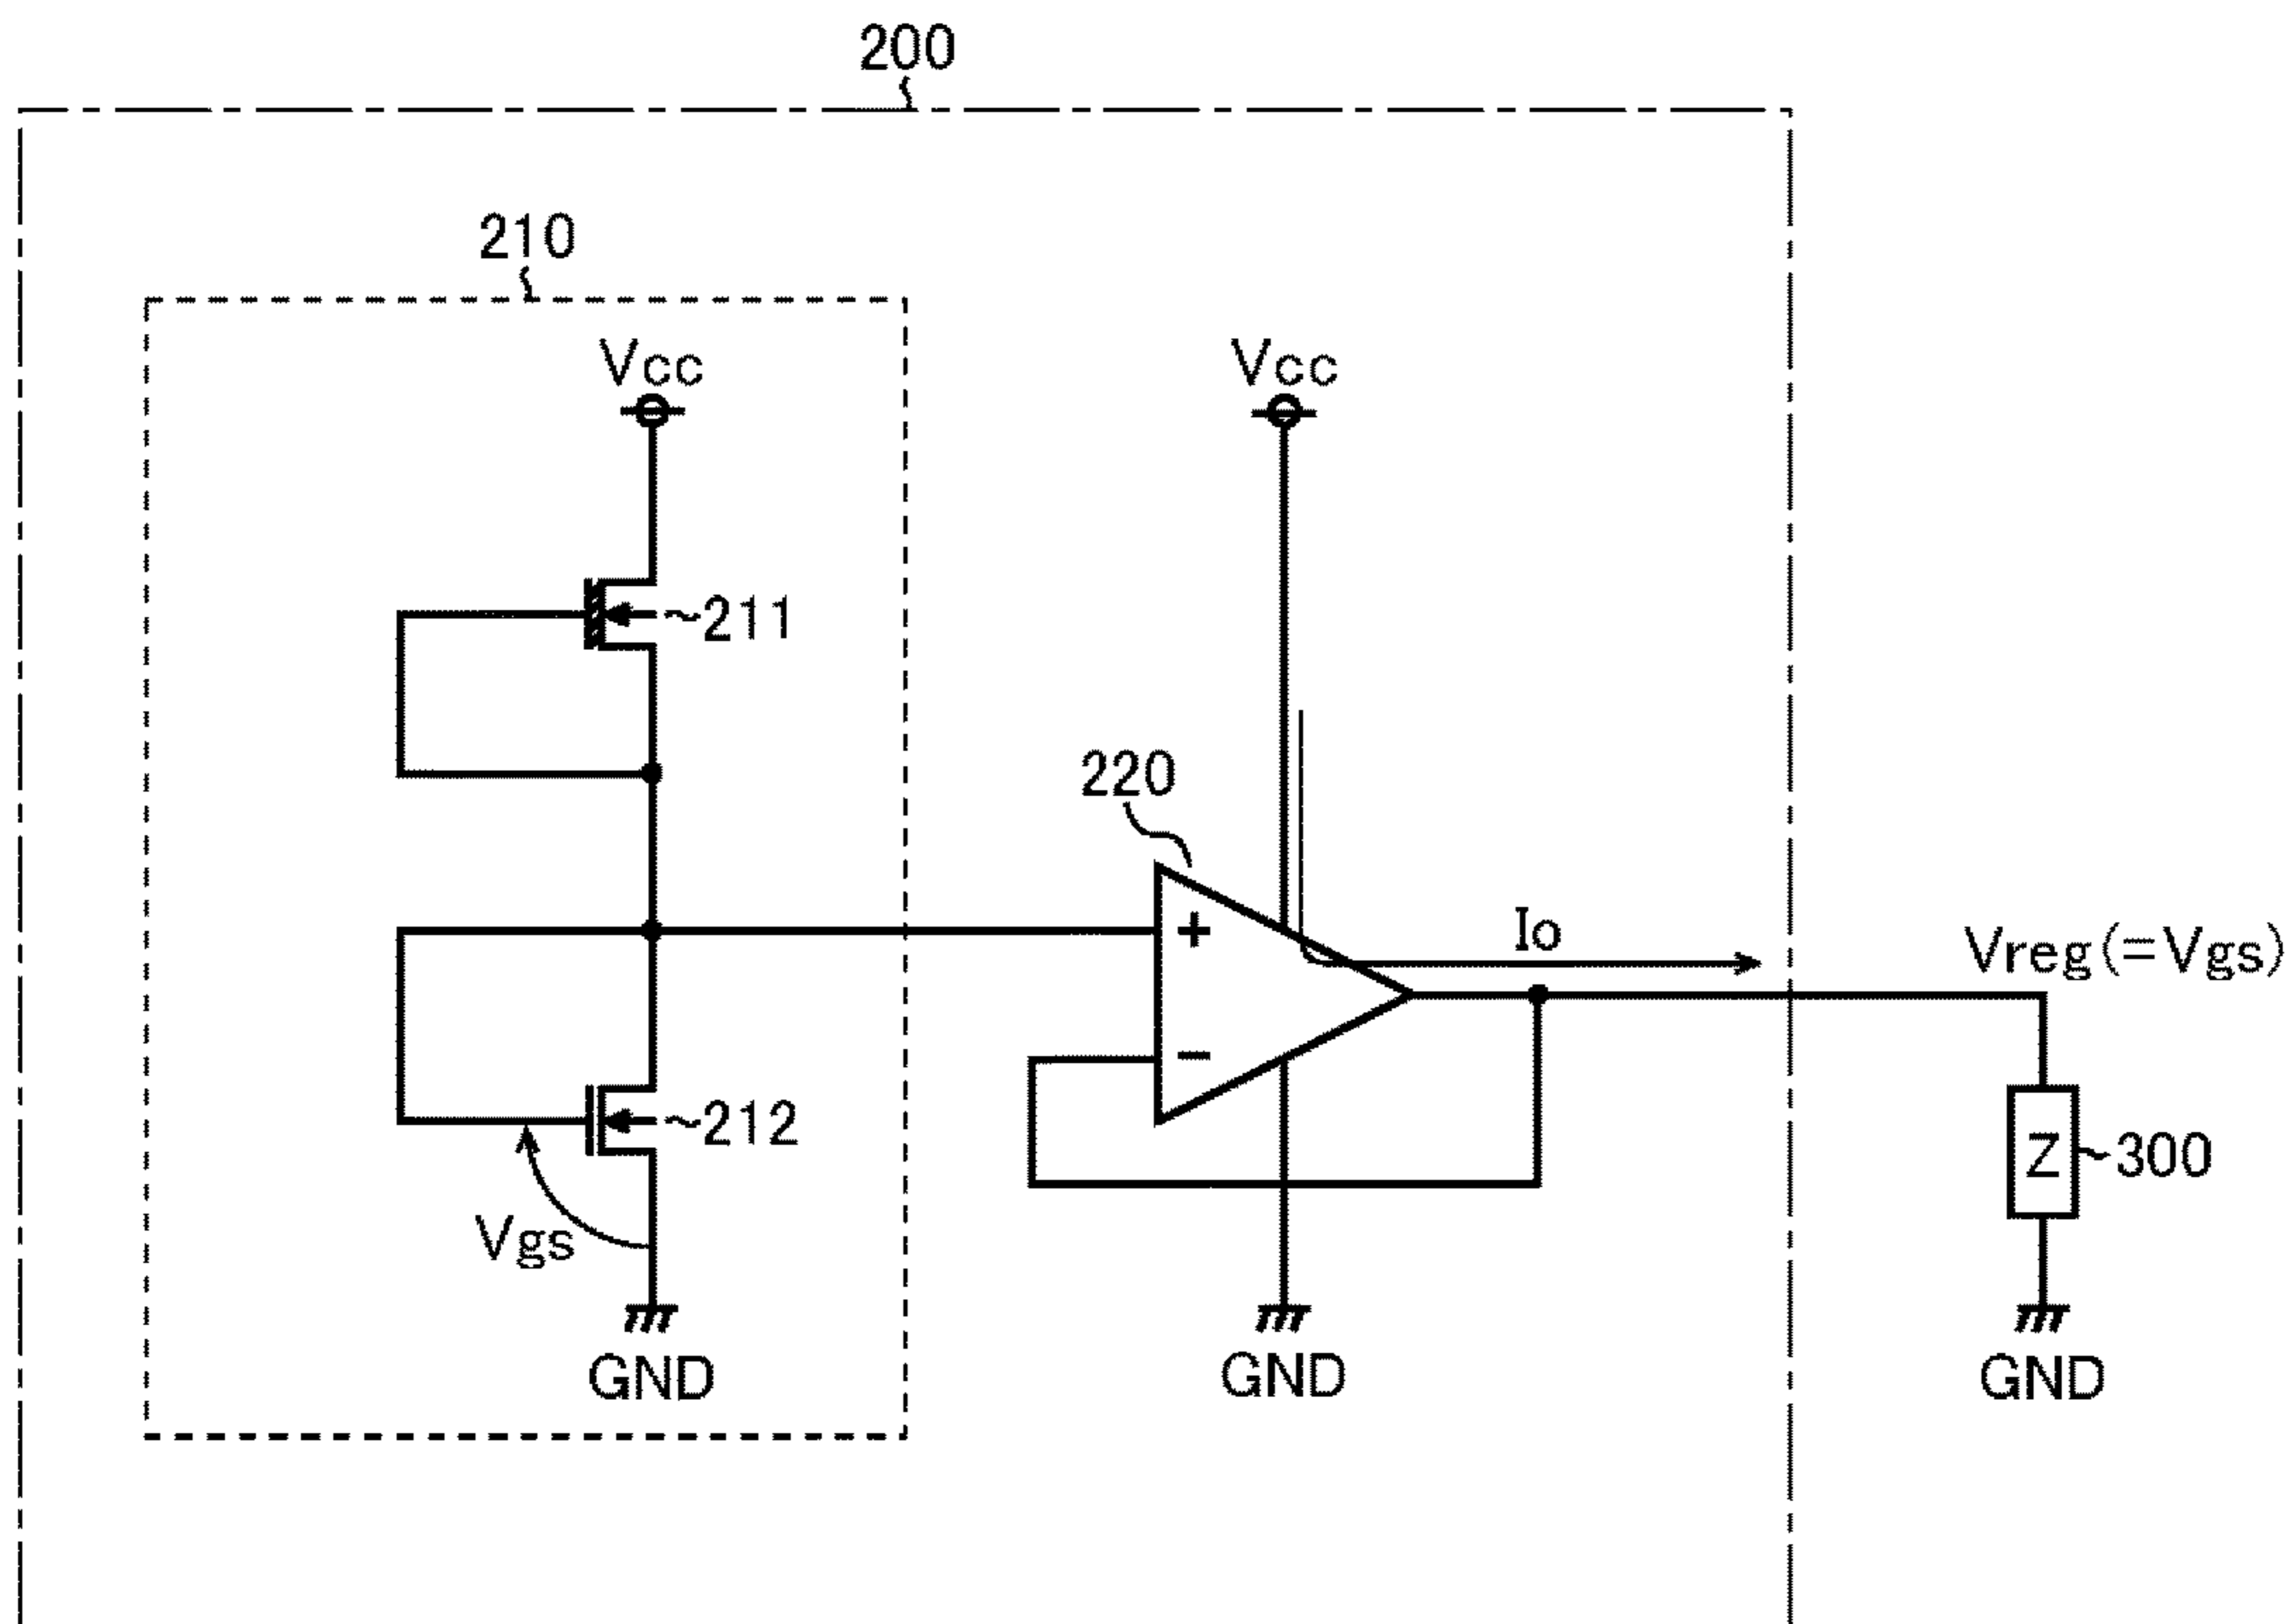 200
210
Vcc
Vcc
~211
220
+
Io
Vreg(=Vgs)
−
~212
Z
~300
Vgs
GND
GND
GND